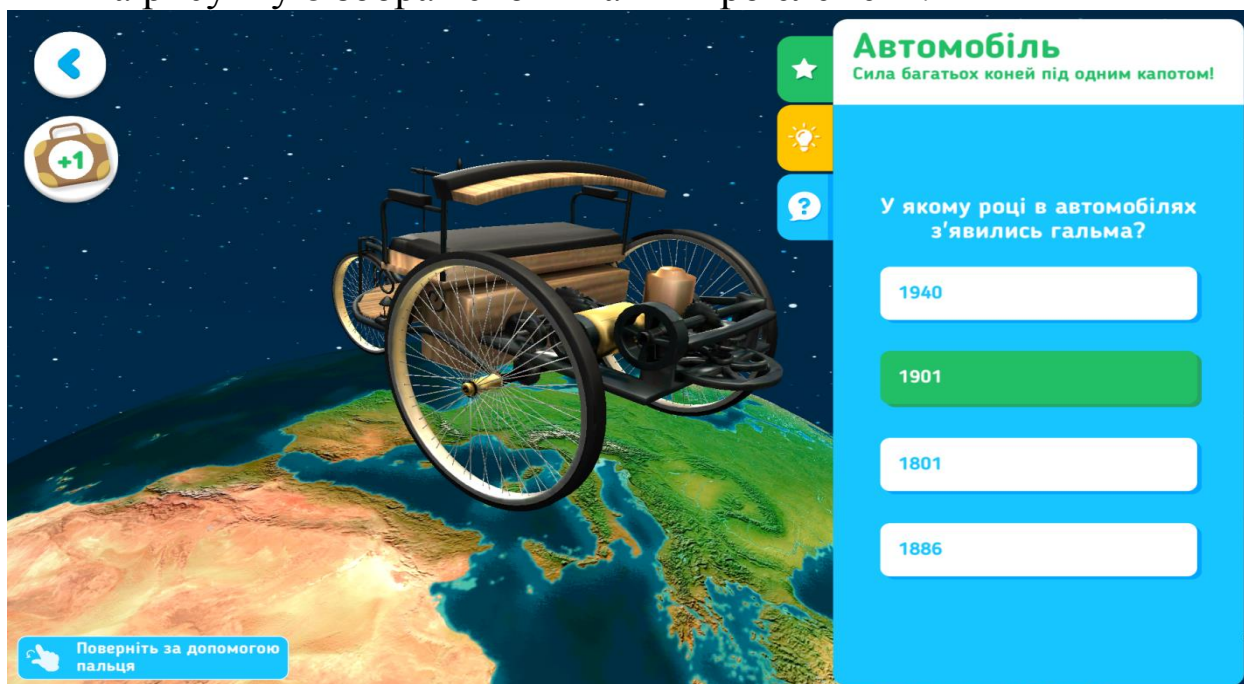 Автомобіль
Сила багатьох коней під одним капотом!
+1
У якому році в автомобілях
з'явились гальма?
1940
1901
1801
1886
Поверніть за допомогою
пальця